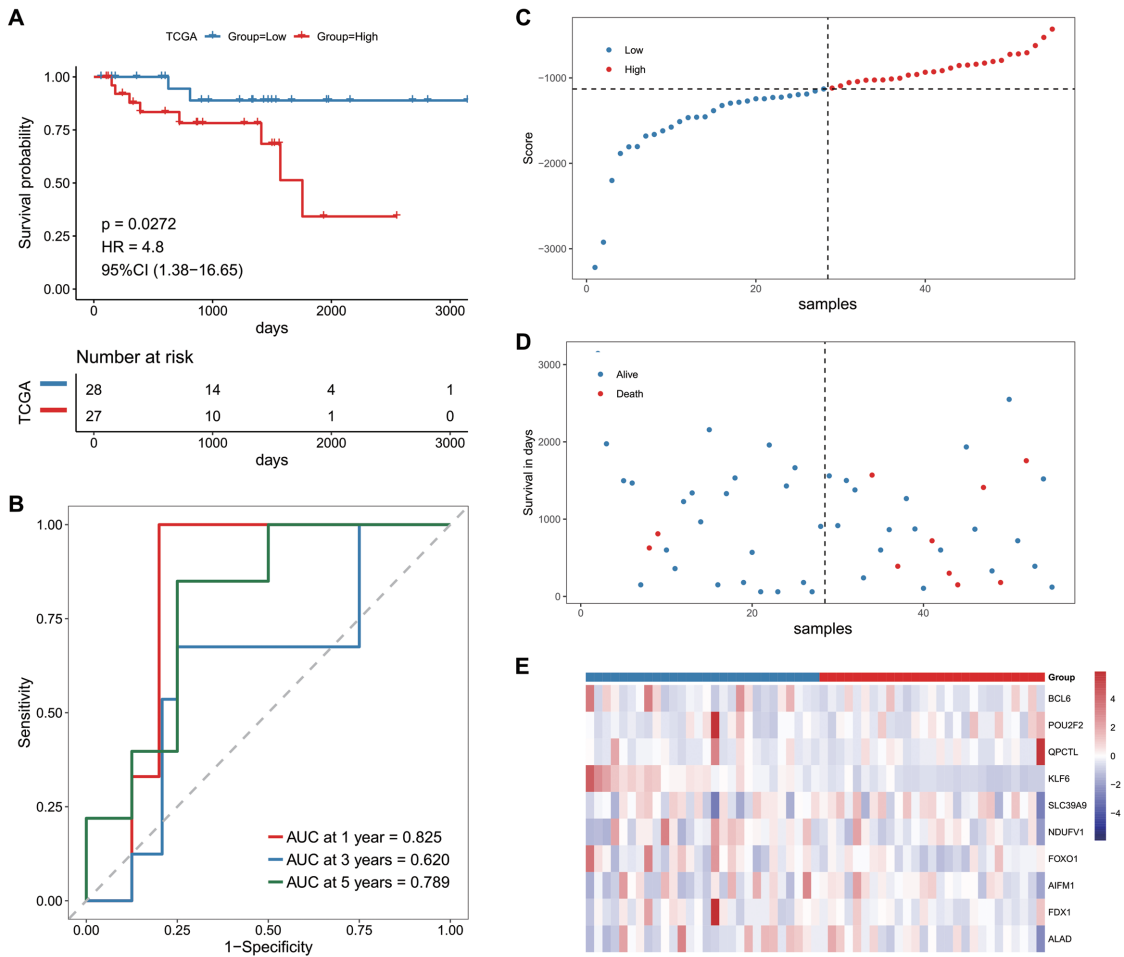 A
TCGA Group=Low Group=High
1.00
0.75
0.50
0.25
0.00
Survival probability
p = 0.0272
HR = 4.8
95%CI (1.38−16.65)
0 1000 2000 3000
days
Number at risk
TCGA
28 14 4 1
27 10 1 0
0 1000 2000 3000
days
B
1.00
0.75
0.50
0.25
0.00
Sensitivity
AUC at 1 year = 0.825
AUC at 3 years = 0.620
AUC at 5 years = 0.789
0.00 0.25 0.50 0.75 1.00
1−Specificity
C
Low
High
−1000
−2000
−3000
Score
0 20 40
samples
D
-
Alive
Death
3000
2000
1000
0
Survival in days
0 20 40
samples
E
Group
BCL6
POU2F2
QPCTL
KLF6
SLC39A9
NDUFV1
FOXO1
AIFM1
FDX1
ALAD
4
2
0
−2
−4